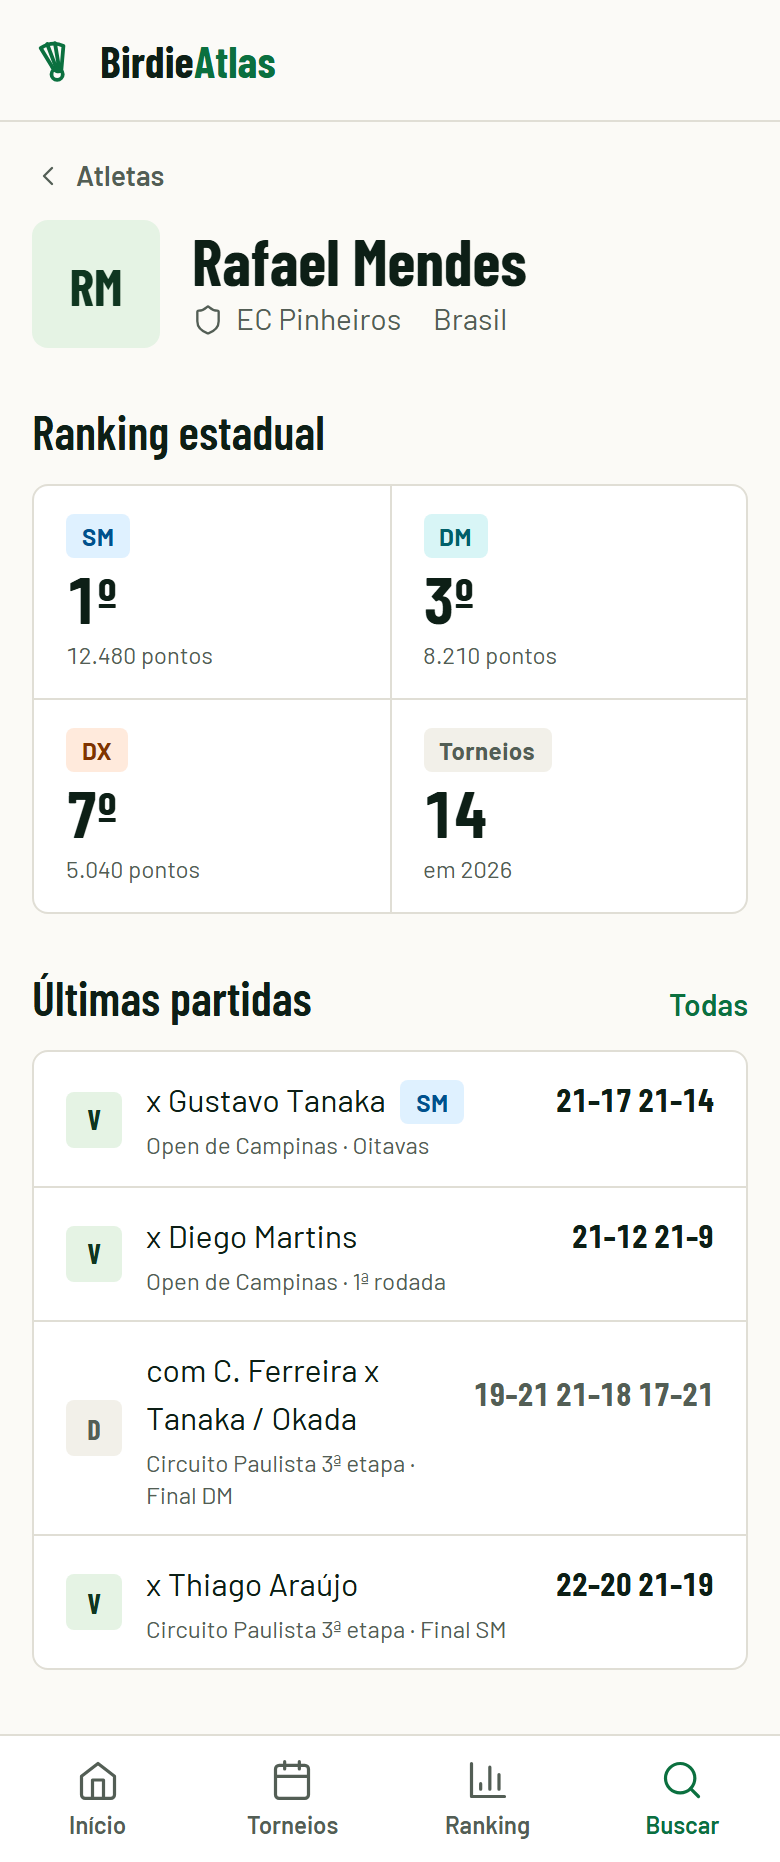 BirdieAtlas
Atletas
RM
Rafael Mendes
EC Pinheiros Brasil
Ranking estadual
SM
1º
12.480 pontos
DM
3º
8.210 pontos
DX
7º
5.040 pontos
Torneios
14
em 2026
Últimas partidas
Todas
V
x Gustavo Tanaka SM
21-17 21-14
Open de Campinas · Oitavas
V
x Diego Martins
21-12 21-9
Open de Campinas · 1ª rodada
D
com C. Ferreira x
Tanaka / Okada
19-21 21-18 17-21
Circuito Paulista 3ª etapa ·
Final DM
V
x Thiago Araújo
22-20 21-19
Circuito Paulista 3ª etapa · Final SM
Início
Torneios
Ranking
Buscar